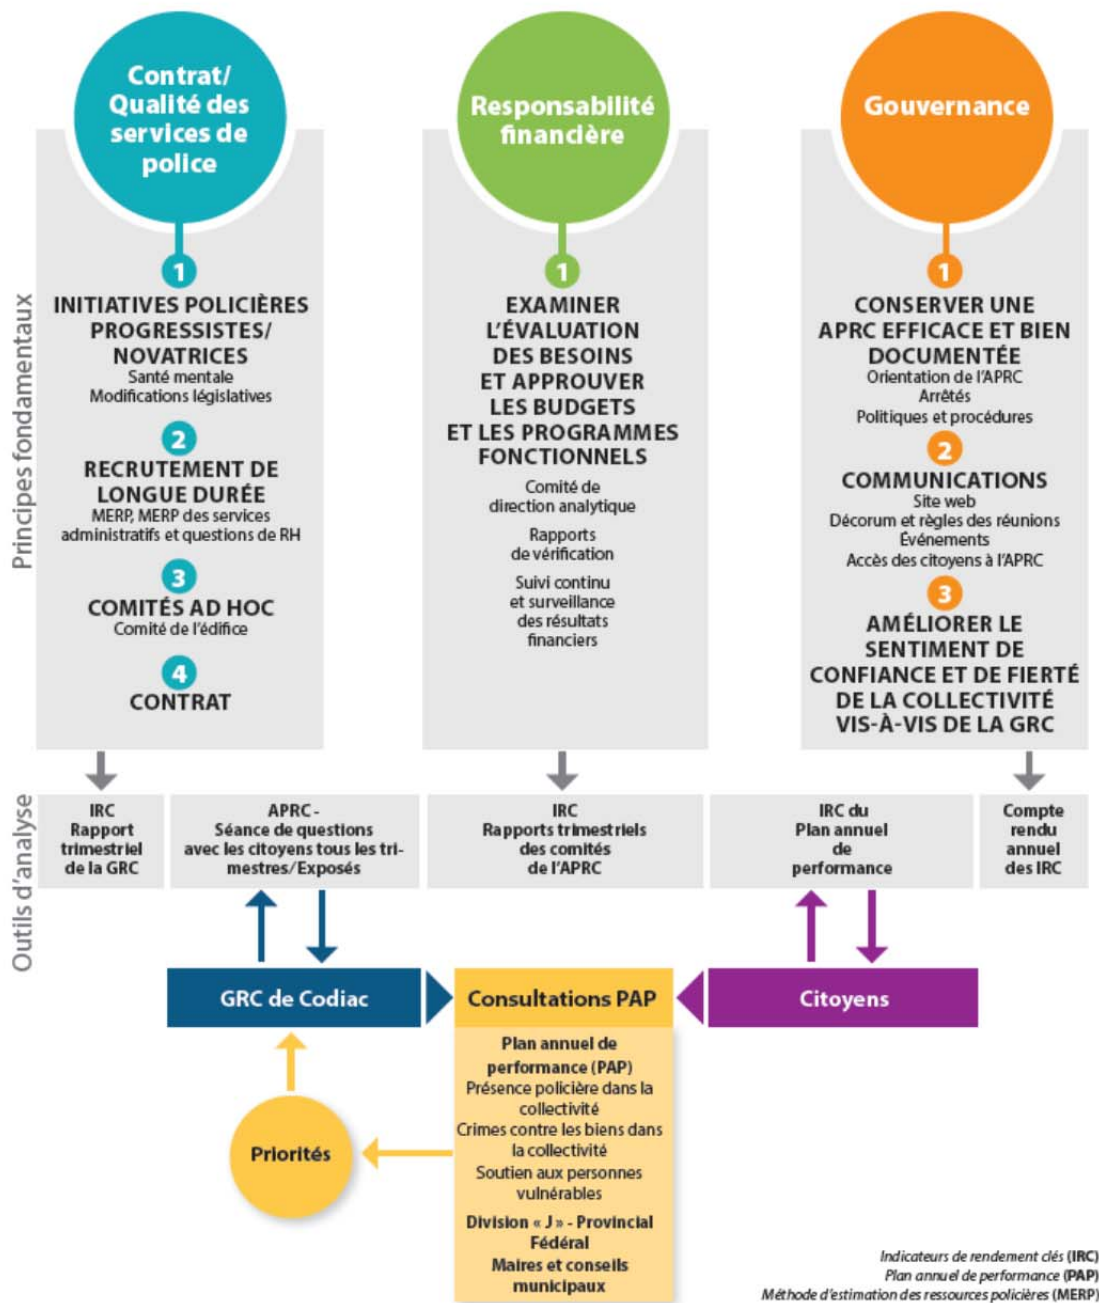 Contrat/
Qualité des
services de
police
Responsabilité
financière
Gouvernance
Principes fondamentaux
1
INITIATIVES POLICIÈRES
PROGRESSISTES/
NOVATRICES
Santé mentale
Modifications législatives
2
RECRUTEMENT DE
LONGUE DURÉE
MERP, MERP des services
administratifs et questions de RH
3
COMITÉS AD HOC
Comité de l'édifice
4
CONTRAT
1
EXAMINER
L'ÉVALUATION
DES BESOINS
ET APPROUVER
LES BUDGETS
ET LES PROGRAMMES
FONCTIONNELS
Comité de
direction analytique
Rapports
de vérification
Suivi continu
et surveillance
des résultats
financiers
1
CONSERVER UNE
APRC EFFICACE ET BIEN
DOCUMENTÉE
Orientation de l'APRC
Arrêtés
Politiques et procédures
2
COMMUNICATIONS
Site web
Décorum et règles des réunions
Événements
Accès des citoyens à l'APRC
3
AMÉLIORER LE
SENTIMENT DE
CONFIANCE ET DE FIERTÉ
DE LA COLLECTIVITÉ
VIS-À-VIS DE LA GRC
Outils d'analyse
IRC
Rapport
trimestriel
de la GRC
APRC -
Séance de questions
avec les citoyens tous les tri-
mestres/Exposés
IRC
Rapports trimestriels
des comités
de l'APRC
IRC du
Plan annuel
de
performance
Compte
rendu
annuel
des IRC
GRC de Codiac
Consultations PAP
Citoyens
Plan annuel de
performance (PAP)
Présence policière dans la
collectivité
Crimes contre les biens dans
la collectivité
Soutien aux personnes
vulnérables
Division « J » - Provincial
Fédéral
Maires et conseils
municipaux
Priorités
Indicateurs de rendement clés (IRC)
Plan annuel de performance (PAP)
Méthode d'estimation des ressources policières (MERP)